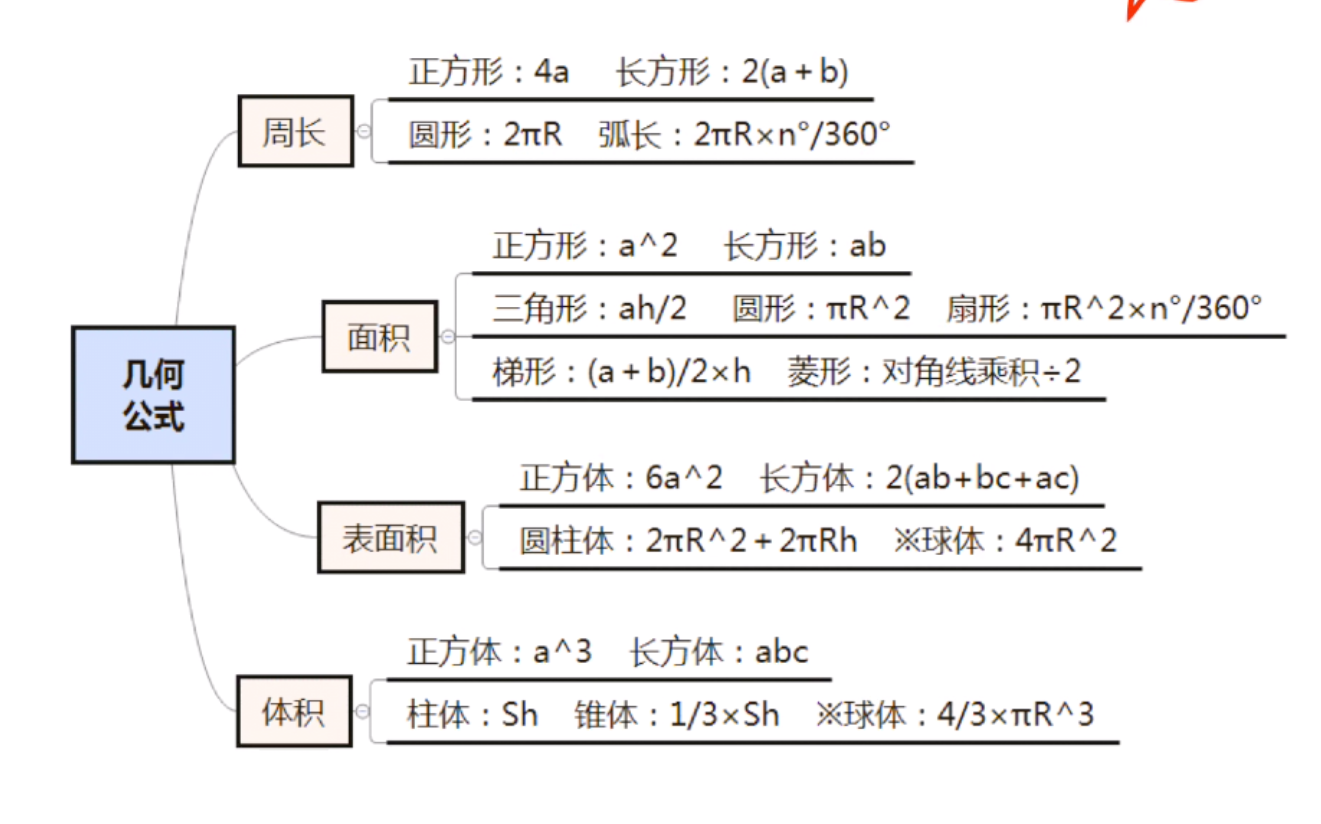 几何
公式
周长
正方形：4a 长方形：2(a+b)
圆形：2πR 弧长：2πR×n°/360°
面积
正方形：a^2 长方形：ab
三角形：ah/2 圆形：πR^2 扇形：πR^2×n°/360°
梯形：(a+b)/2×h 菱形：对角线乘积÷2
表面积
正方体：6a^2 长方体：2(ab+bc+ac)
圆柱体：2πR^2+2πRh ※球体：4πR^2
体积
正方体：a^3 长方体：abc
柱体：Sh 锥体：1/3×Sh ※球体：4/3×πR^3